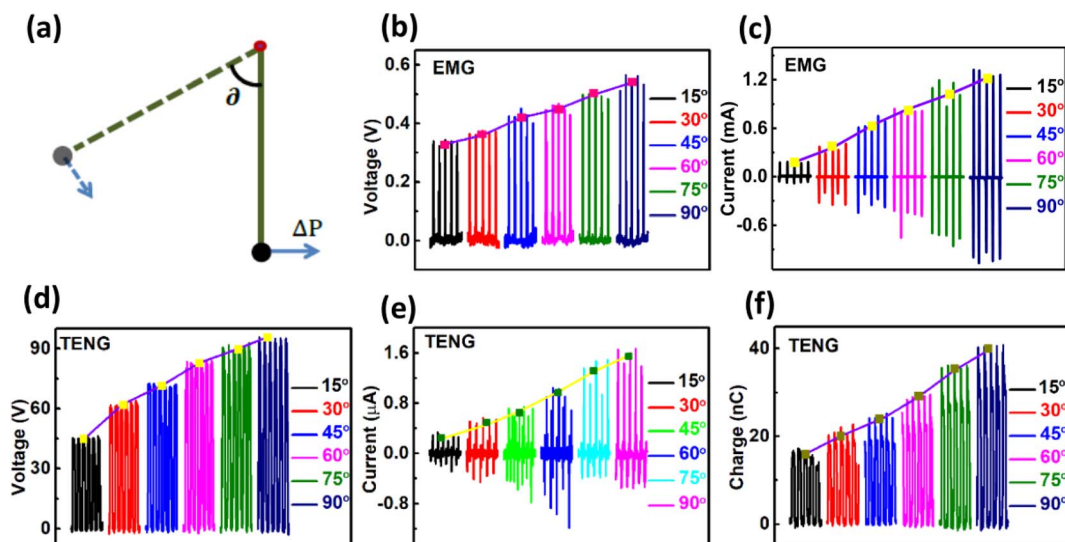 (a)
∂
ΔP
(b)
EMG
Voltage (V)
0.6
0.4
0.2
0.0
15º
30º
45º
60º
75º
90º
(c)
EMG
Current (mA)
1.2
0.6
0.0
-0.6
15º
30º
45º
60º
75º
90º
(d)
TENG
Voltage (V)
90
60
30
0
15º
30º
45º
60º
75º
90º
(e)
TENG
Current (μA)
1.6
0.8
0.0
-0.8
15º
30º
45º
60º
75º
90º
(f)
TENG
Charge (nC)
40
20
0
15º
30º
45º
60º
75º
90º